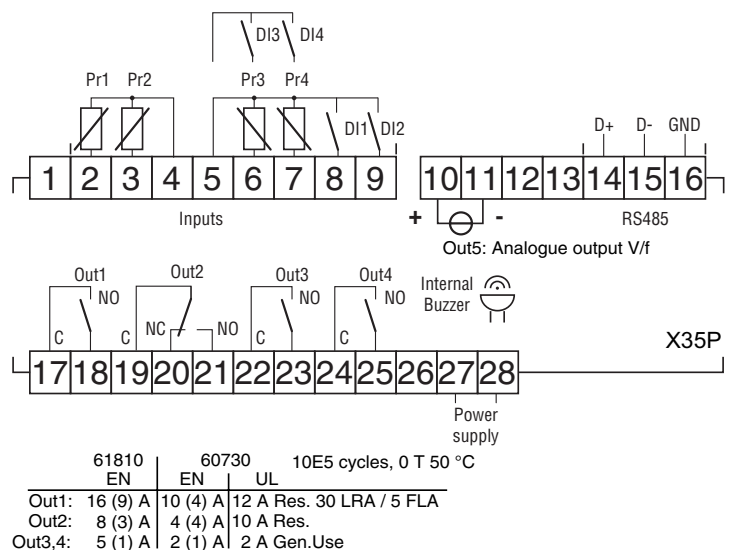 DI3 DI4
Pr1 Pr2 Pr3 Pr4
DI1 DI2
D+ D- GND
1 2 3 4 5 6 7 8 9 10 11 12 13 14 15 16
Inputs + - RS485
Out5: Analogue output V/f
Out1 Out2 Out3 Out4 Internal
Buzzer
NO NC NO NO NO
C C C C
X35P
17 18 19 20 21 22 23 24 25 26 27 28
Power
supply
61810 60730 10E5 cycles, 0 T 50 °C
EN EN UL
Out1: 16 (9) A 10 (4) A 12 A Res. 30 LRA / 5 FLA
Out2: 8 (3) A 4 (4) A 10 A Res.
Out3,4: 5 (1) A 2 (1) A 2 A Gen.Use